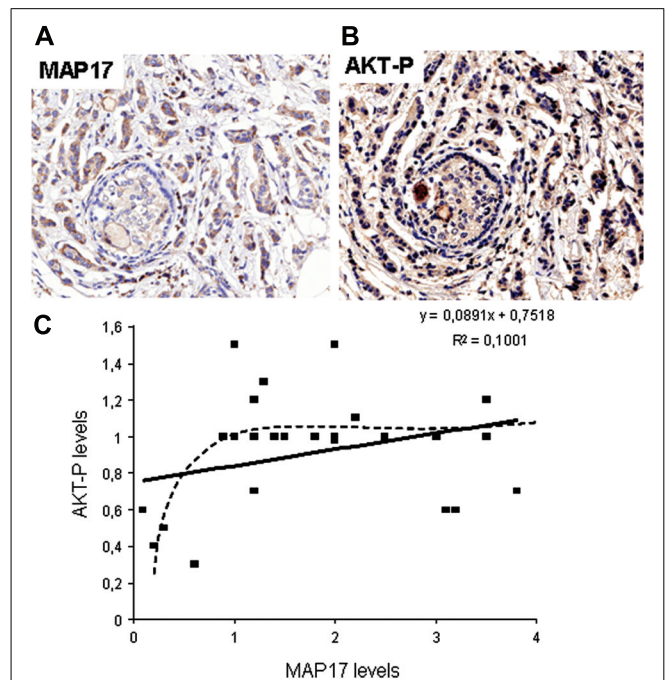 A
MAP17
B
AKT-P
C
y = 0,0891x + 0,7518
R² = 0,1001
1,6
1,4
1,2
1
0,8
0,6
0,4
0,2
0
AKT-P levels
0 1 2 3 4
MAP17 levels